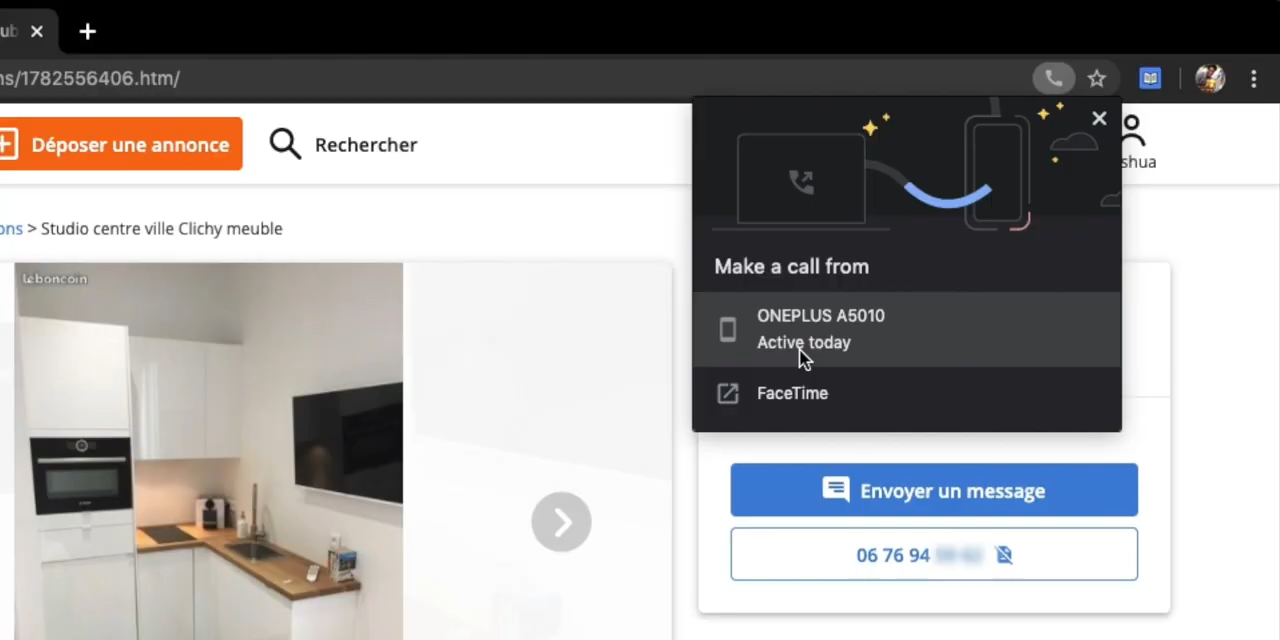 ub
ns/1782556406.htm/
Déposer une annonce
Rechercher
shua
ons > Studio centre ville Clichy meuble
leboncoin
Make a call from
ONEPLUS A5010
Active today
FaceTime
Envoyer un message
06 76 94